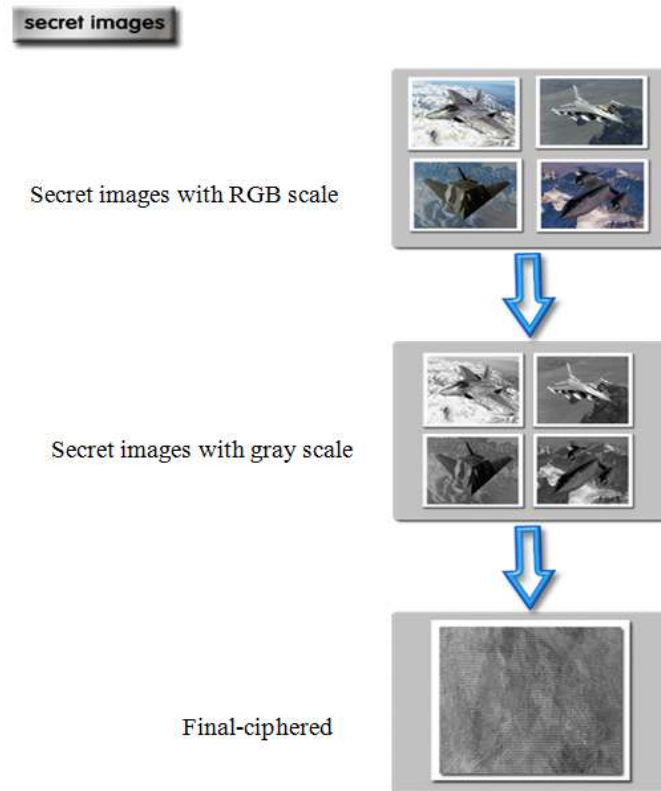 secret images
Secret images with RGB scale
Secret images with gray scale
Final-ciphered